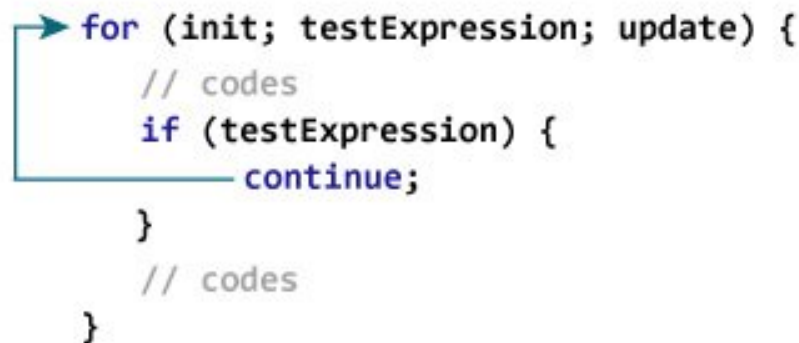 for (init; testExpression; update) {
// codes
if (testExpression) {
continue;
}
// codes
}